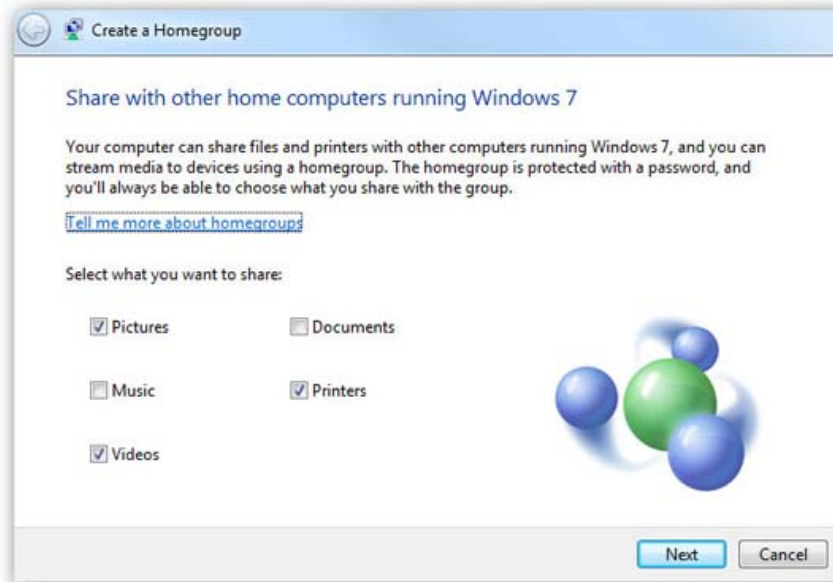 Create a Homegroup
Share with other home computers running Windows 7
Your computer can share files and printers with other computers running Windows 7, and you can
stream media to devices using a homegroup. The homegroup is protected with a password, and
you'll always be able to choose what you share with the group.
Tell me more about homegroups
Select what you want to share:
Pictures Documents
Music Printers
Videos
Next Cancel